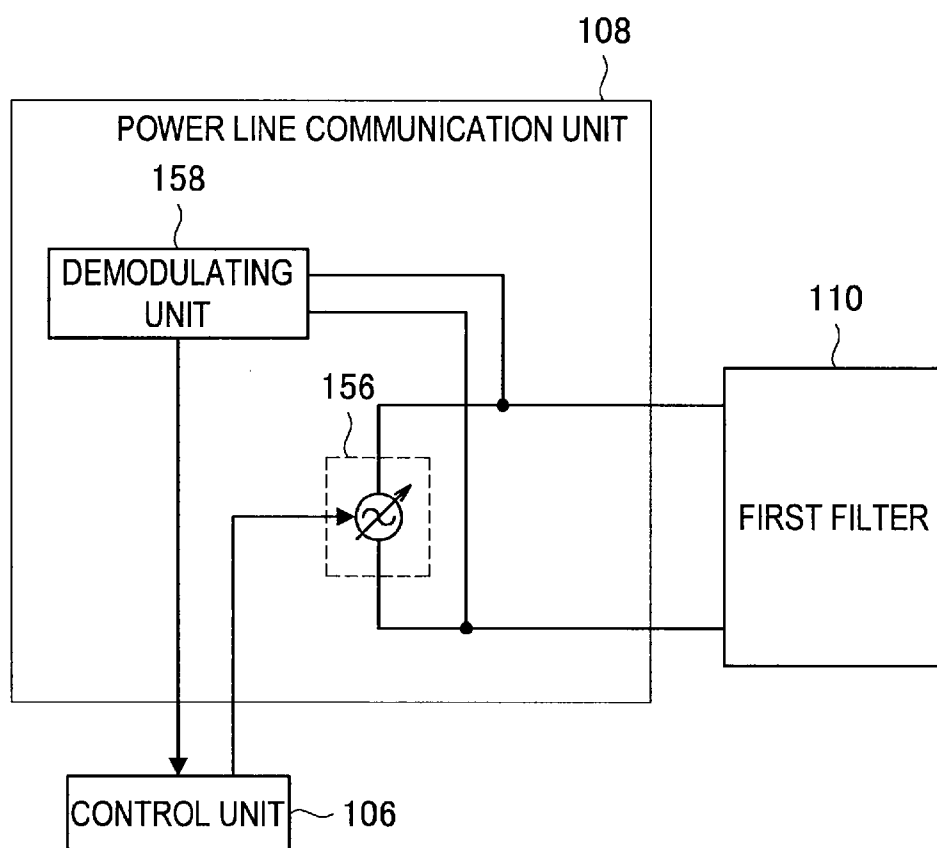 108
POWER LINE COMMUNICATION UNIT
158
DEMODULATING
UNIT
110
156
FIRST FILTER
CONTROL UNIT
106